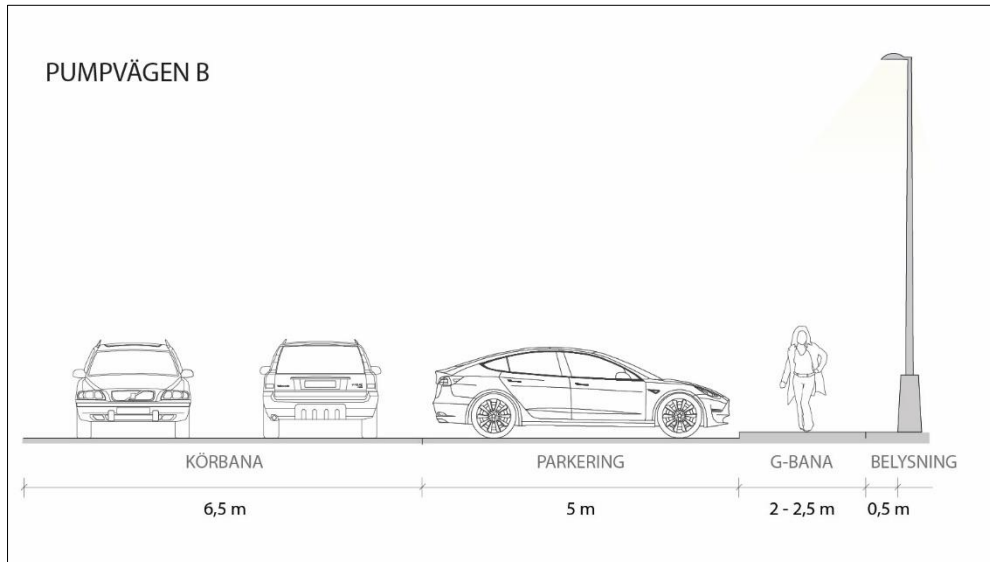 PUMPVÄGEN B
KÖRBANA
PARKERING
G-BANA
BELYSNING
6,5 m
5 m
2 - 2,5 m
0,5 m